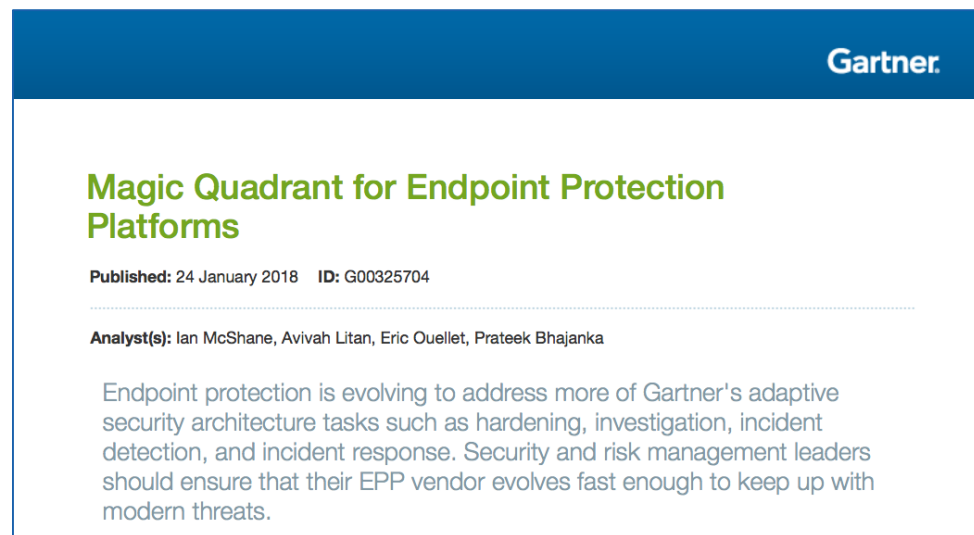 Gartner.
Magic Quadrant for Endpoint Protection
Platforms
Published: 24 January 2018 ID: G00325704
Analyst(s): Ian McShane, Avivah Litan, Eric Ouellet, Prateek Bhajanka
Endpoint protection is evolving to address more of Gartner's adaptive
security architecture tasks such as hardening, investigation, incident
detection, and incident response. Security and risk management leaders
should ensure that their EPP vendor evolves fast enough to keep up with
modern threats.